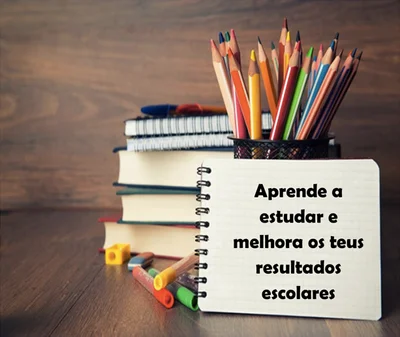 Aprende a
estudar e
melhora os teus
resultados
escolares